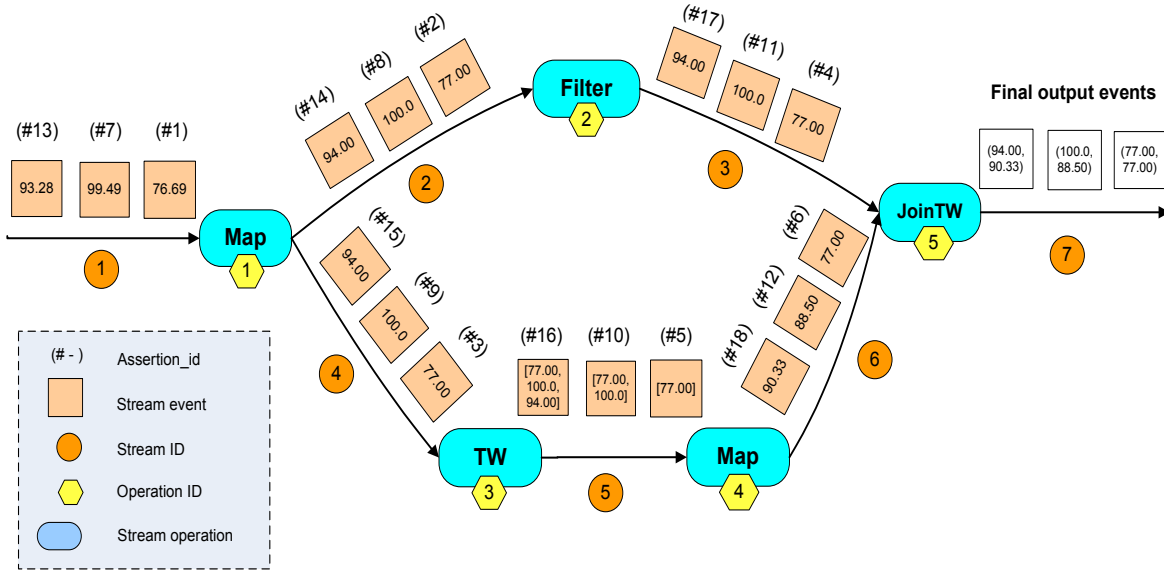 (#17)
(#2)
(#11)
94.00
(#8)
77.00
Filter
100.0
(#4)
Final output events
(#14)
100.0
2
77.00
(#13) (#7) (#1)
94.00
(94.00, 90.33)
(100.0, 88.50)
(77.00, 77.00)
93.28 99.49 76.69
2
3
Map
1
1
JoinTW
5
7
(#15)
94.00
(#6)
77.00
(#9)
100.0
(#12)
88.50
(#3)
77.00
(#18)
90.33
4
6
(#16) (#10) (#5)
[77.00, 100.0, 94.00]
[77.00, 100.0]
[77.00]
TW
3
5
Map
4
(# - ) Assertion_id
Stream event
Stream ID
Operation ID
Stream operation